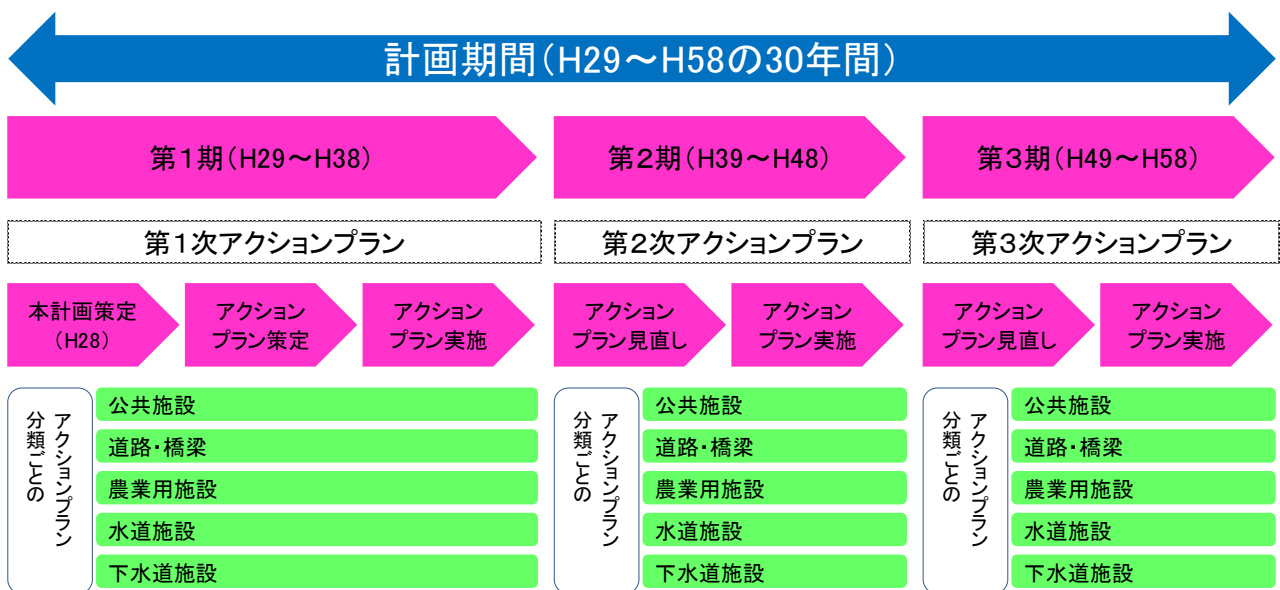 計画期間(H29～H58の30年間)
第1期(H29～H38)
第2期(H39～H48)
第3期(H49～H58)
第1次アクションプラン
第2次アクションプラン
第3次アクションプラン
本計画策定
(H28)
アクション
プラン策定
アクション
プラン実施
アクション
プラン見直し
アクション
プラン実施
アクション
プラン見直し
アクション
プラン実施
分類ごとの
アクションプラン
公共施設
道路・橋梁
農業用施設
水道施設
下水道施設
分類ごとの
アクションプラン
公共施設
道路・橋梁
農業用施設
水道施設
下水道施設
分類ごとの
アクションプラン
公共施設
道路・橋梁
農業用施設
水道施設
下水道施設